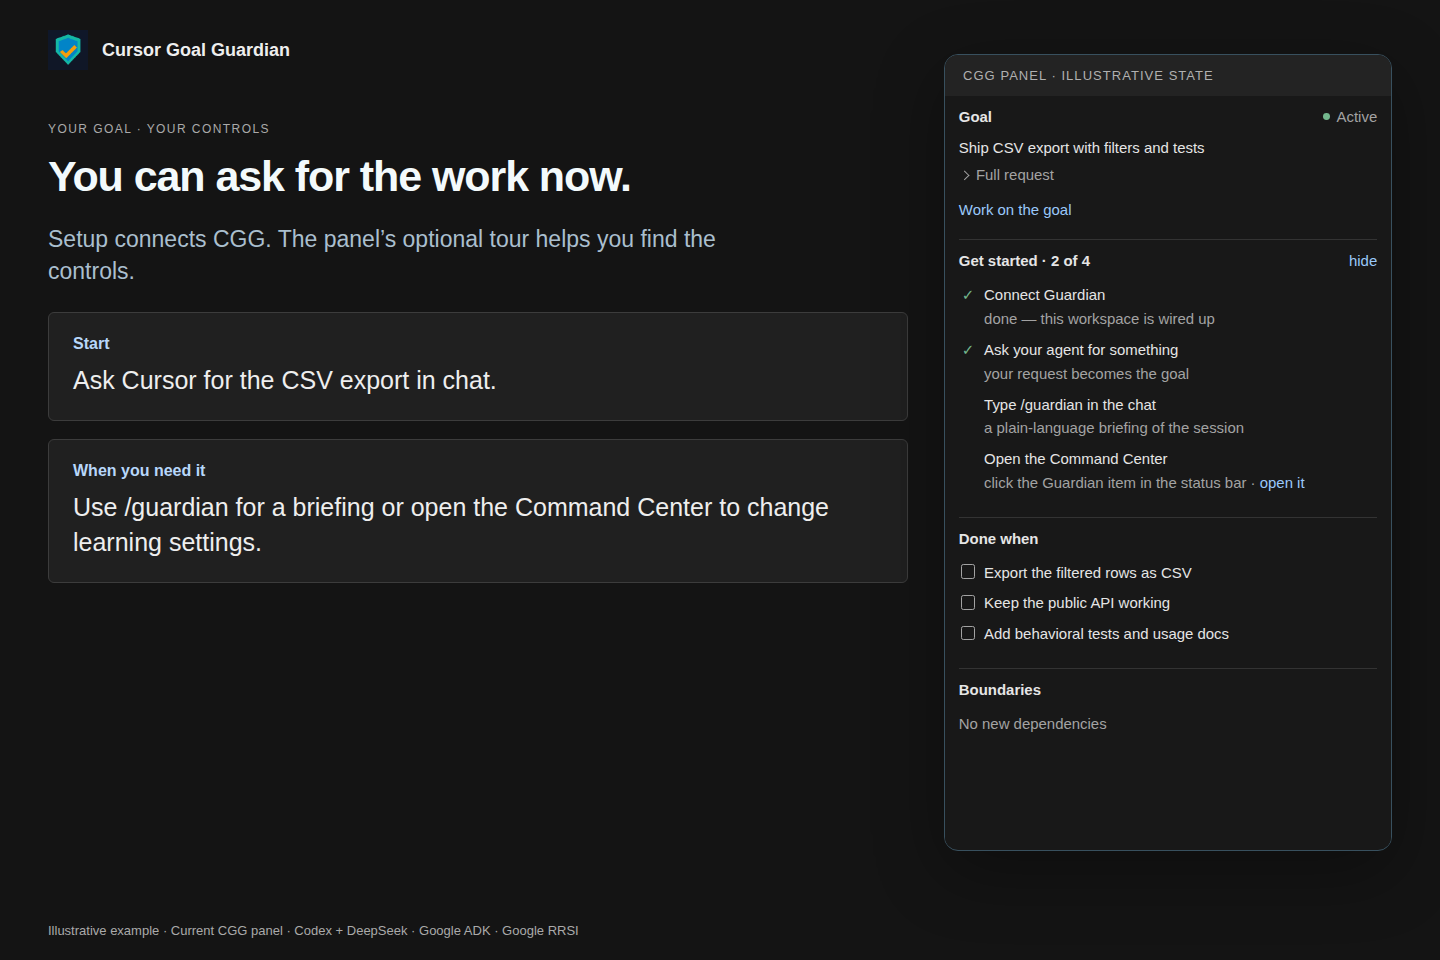 Cursor Goal Guardian
YOUR GOAL · YOUR CONTROLS
You can ask for the work now.
Setup connects CGG. The panel’s optional tour helps you find the
controls.
Start
Ask Cursor for the CSV export in chat.
When you need it
Use /guardian for a briefing or open the Command Center to change
learning settings.
CGG PANEL · ILLUSTRATIVE STATE
Goal
Active
Ship CSV export with filters and tests
Full request
Work on the goal
Get started · 2 of 4
hide
✓ Connect Guardian
done — this workspace is wired up
✓ Ask your agent for something
your request becomes the goal
Type /guardian in the chat
a plain-language briefing of the session
Open the Command Center
click the Guardian item in the status bar · open it
Done when
Export the filtered rows as CSV
Keep the public API working
Add behavioral tests and usage docs
Boundaries
No new dependencies
Illustrative example · Current CGG panel · Codex + DeepSeek · Google ADK · Google RRSI